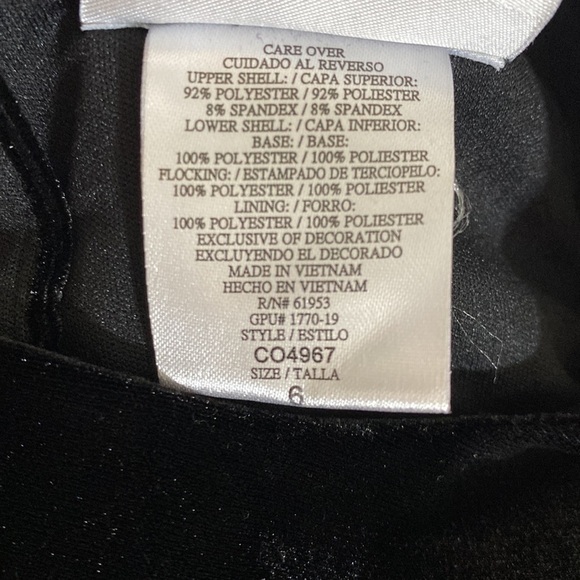 CARE OVER
CUIDADO AL REVERSO
UPPER SHELL: / CAPA SUPERIOR:
92% POLYESTER / 92% POLIESTER
8% SPANDEX / 8% SPANDEX
LOWER SHELL: / CAPA INFERIOR:
BASE: / BASE:
100% POLYESTER / 100% POLIESTER
FLOCKING: / ESTAMPADO DE TERCIOPELO:
100% POLYESTER / 100% POLIESTER
LINING: / FORRO:
100% POLYESTER / 100% POLIESTER
EXCLUSIVE OF DECORATION
EXCLUYENDO EL DECORADO
MADE IN VIETNAM
HECHO EN VIETNAM
R/N# 61953
GPU# 1770-19
STYLE / ESTILO
CO4967
SIZE / TALLA
6